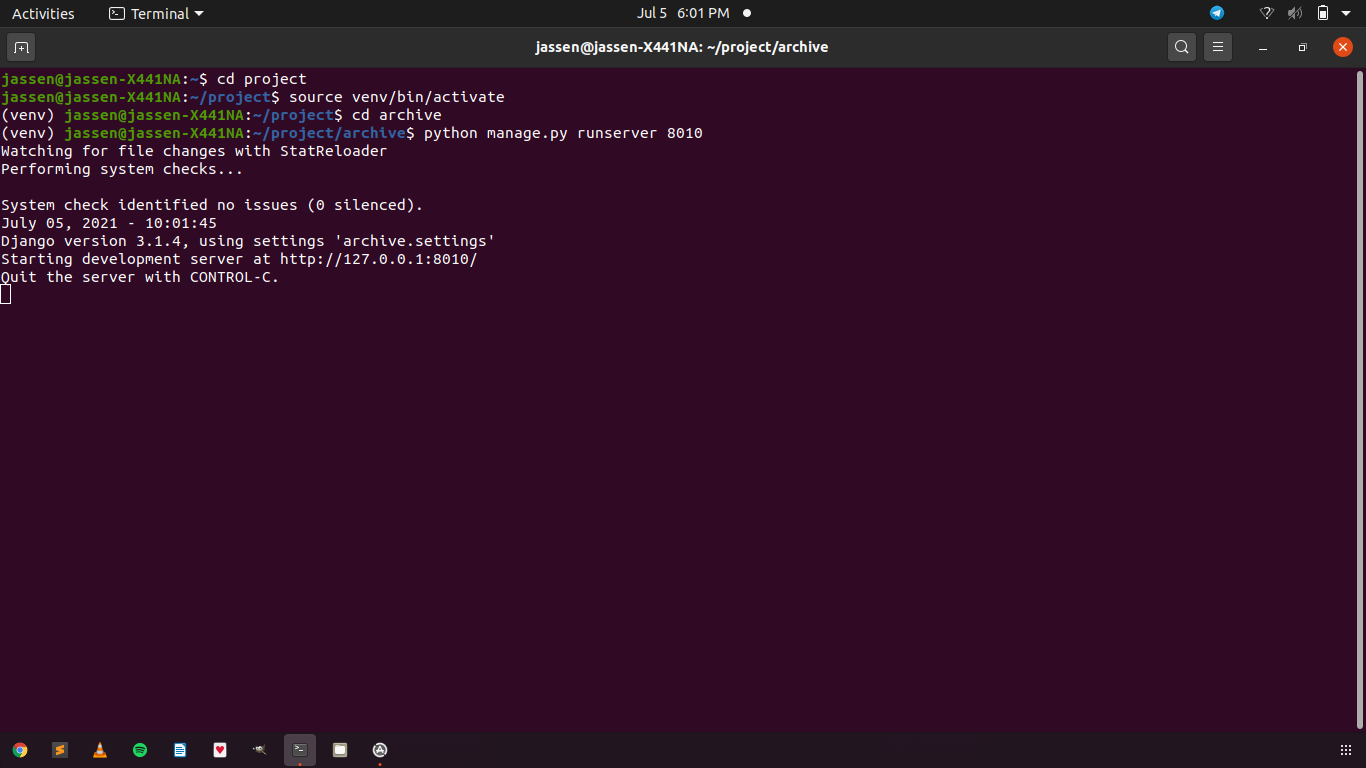 Activities
Terminal
Jul 5 6:01 PM
jassen@jassen-X441NA: ~/project/archive
jassen@jassen-X441NA:~$ cd project
jassen@jassen-X441NA:~/project$ source venv/bin/activate
(venv) jassen@jassen-X441NA:~/project$ cd archive
(venv) jassen@jassen-X441NA:~/project/archive$ python manage.py runserver 8010
Watching for file changes with StatReloader
Performing system checks...
System check identified no issues (0 silenced).
July 05, 2021 - 10:01:45
Django version 3.1.4, using settings 'archive.settings'
Starting development server at http://127.0.0.1:8010/
Quit the server with CONTROL-C.